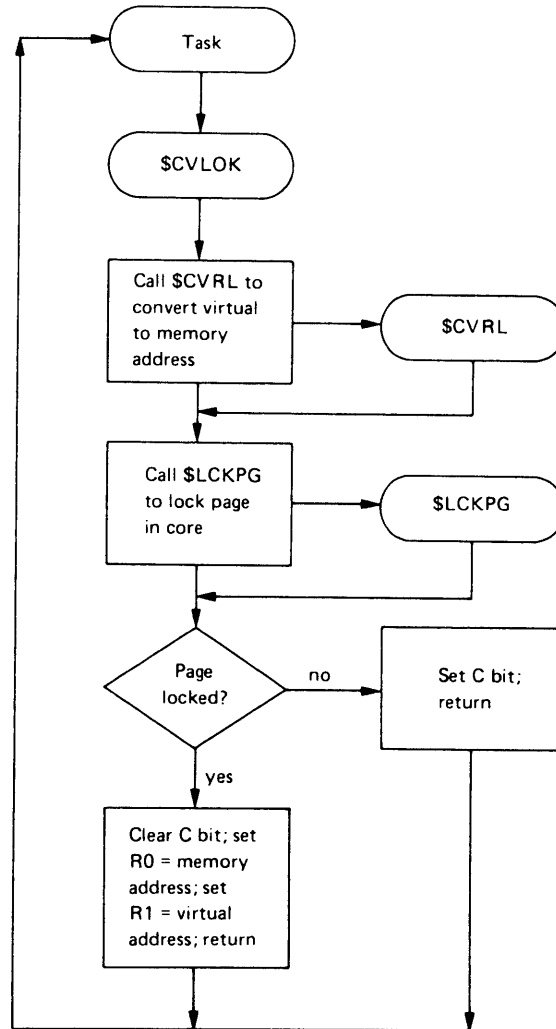 Task
$CVLOK
Call $CVRL to
convert virtual
to memory
address
$CVRL
Call $LCKPG
to lock page
in core
$LCKPG
Page
locked?
no
Set C bit;
return
yes
Clear C bit; set
R0 = memory
address; set
R1 = virtual
address; return